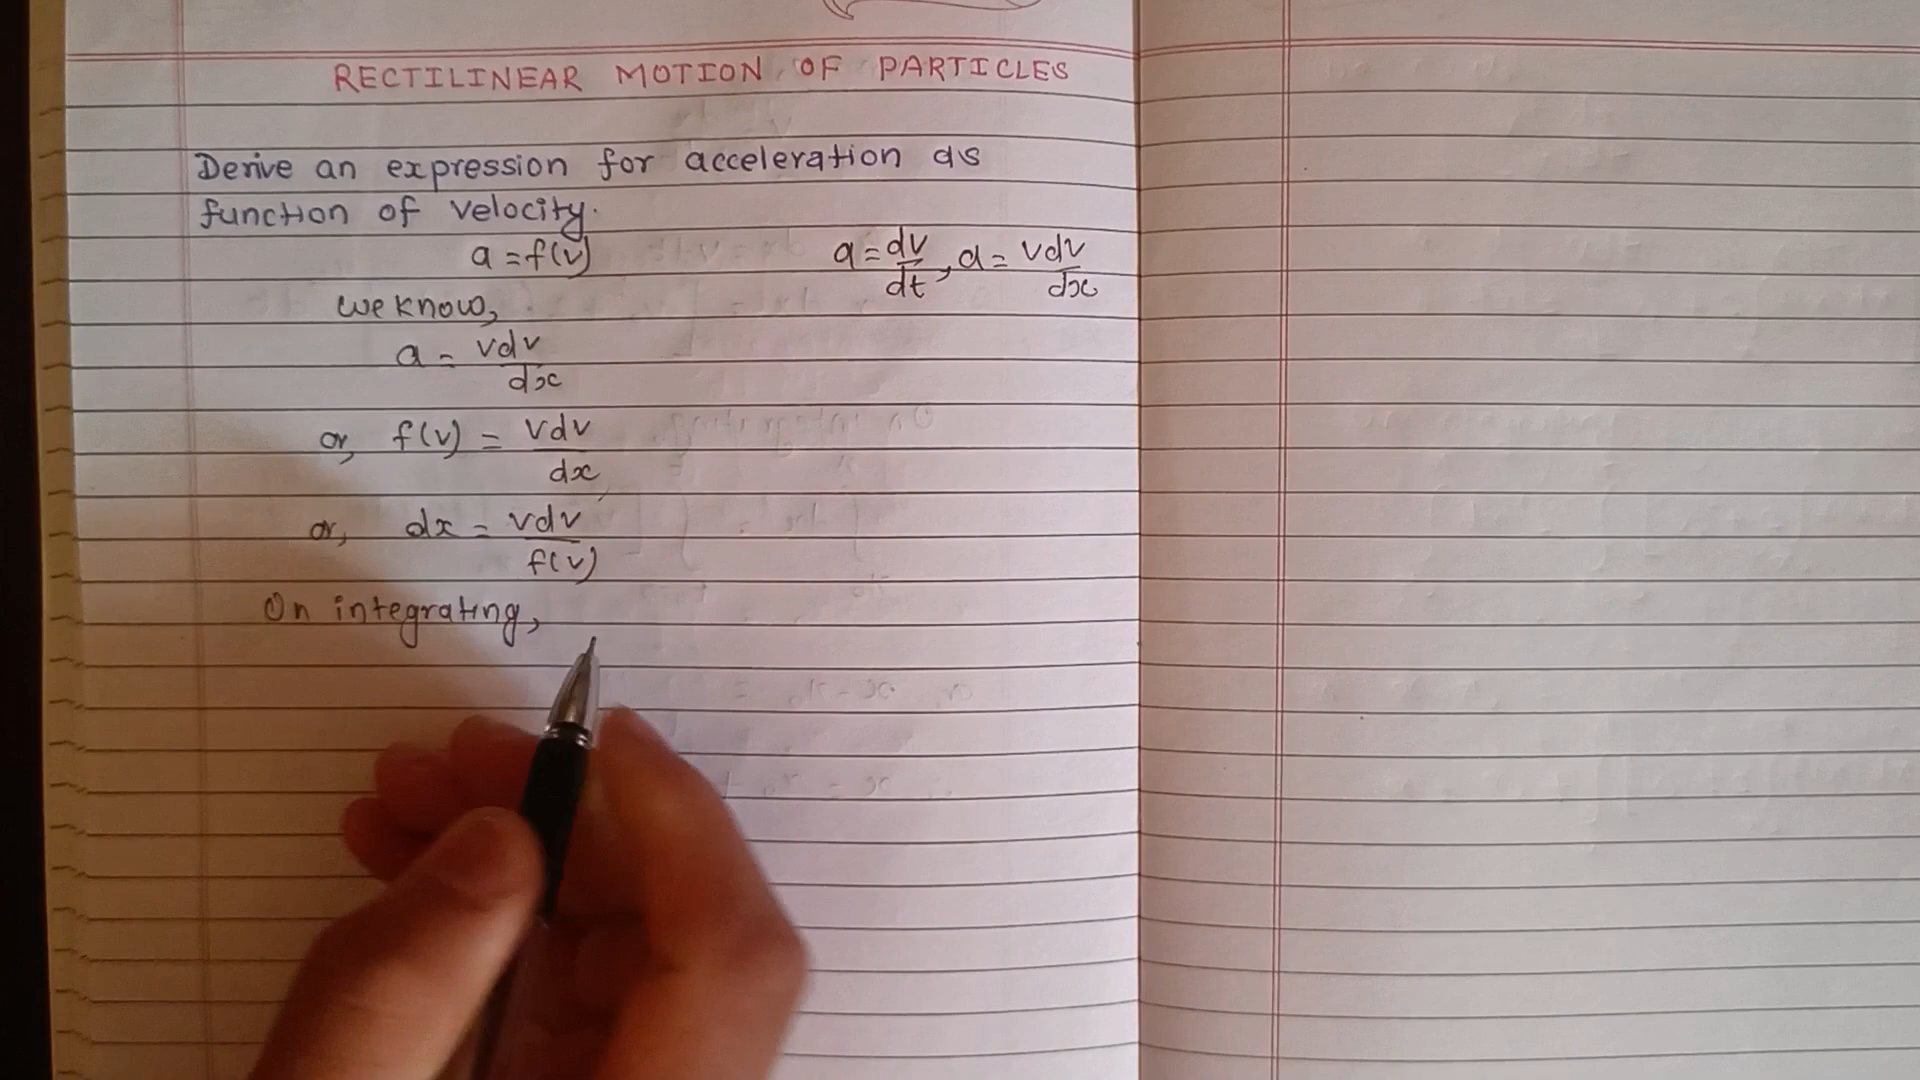 RECTILINEAR MOTION OF PARTICLES
Derive an expression for acceleration as
function of velocity.
a = f(v)
a = dv/dt, a = vdv/dx
we know,
a = vdv/dx
or, f(v) = vdv/dx
or, dx = vdv/f(v)
On integrating,